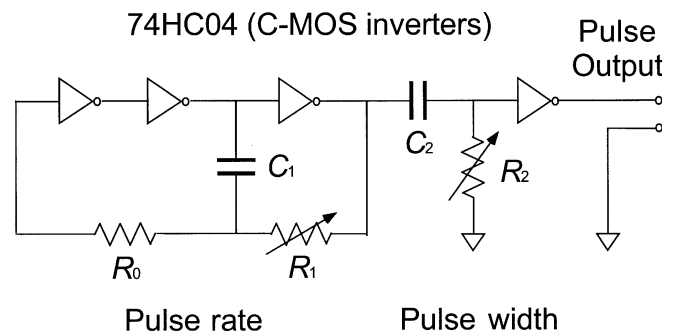 74HC04 (C-MOS inverters)
Pulse
Output
C1
C2
R2
R0
R1
Pulse rate
Pulse width